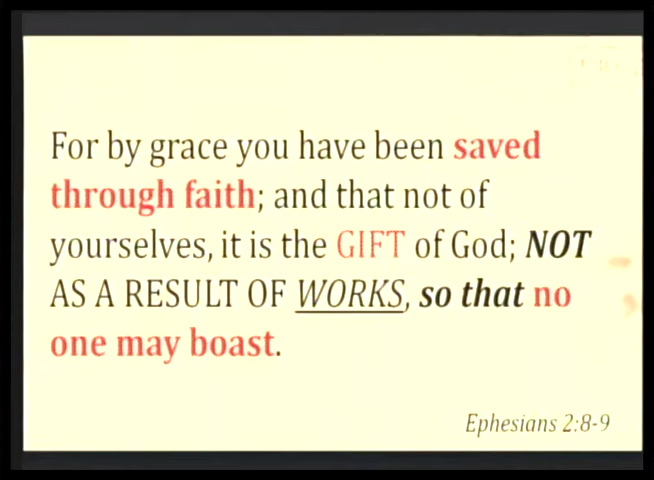 For by grace you have been saved
through faith; and that not of
yourselves, it is the GIFT of God; NOT
AS A RESULT OF WORKS, so that no
one may boast.
Ephesians 2:8-9